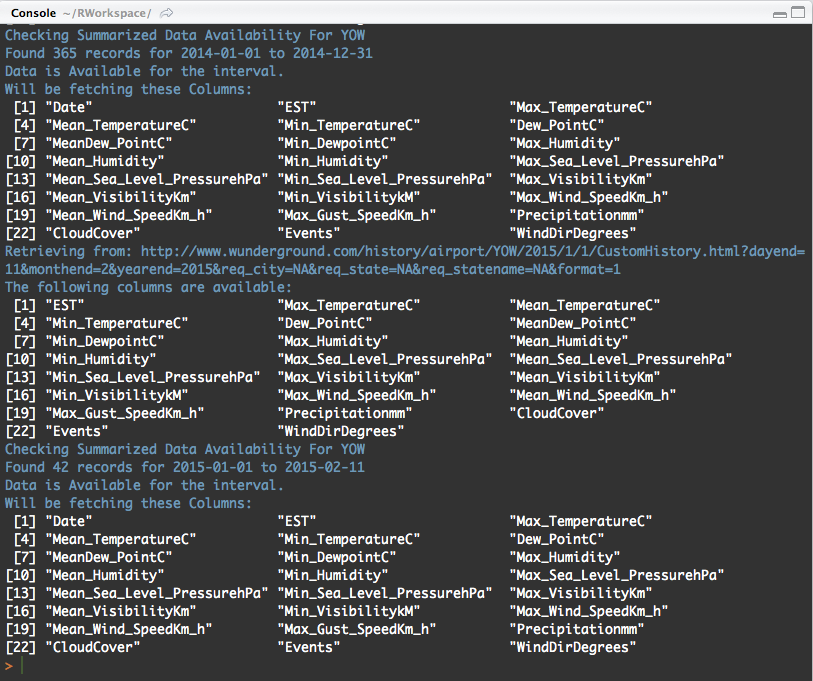 Console ~/RWorkspace/
Checking Summarized Data Availability For YOW
Found 365 records for 2014-01-01 to 2014-12-31
Data is Available for the interval.
Will be fetching these Columns:
[1] "Date" "EST" "Max_TemperatureC"
[4] "Mean_TemperatureC" "Min_TemperatureC" "Dew_PointC"
[7] "MeanDew_PointC" "Min_DewpointC" "Max_Humidity"
[10] "Mean_Humidity" "Min_Humidity" "Max_Sea_Level_PressurehPa"
[13] "Mean_Sea_Level_PressurehPa" "Min_Sea_Level_PressurehPa" "Max_VisibilityKm"
[16] "Mean_VisibilityKm" "Min_VisibilitykM" "Max_Wind_SpeedKm_h"
[19] "Mean_Wind_SpeedKm_h" "Max_Gust_SpeedKm_h" "Precipitationmm"
[22] "CloudCover" "Events" "WindDirDegrees"
Retrieving from: http://www.wunderground.com/history/airport/YOW/2015/1/1/CustomHistory.html?dayend=
11&monthend=2&yearend=2015&req_city=NA&req_state=NA&req_statename=NA&format=1
The following columns are available:
[1] "EST" "Max_TemperatureC" "Mean_TemperatureC"
[4] "Min_TemperatureC" "Dew_PointC" "MeanDew_PointC"
[7] "Min_DewpointC" "Max_Humidity" "Mean_Humidity"
[10] "Min_Humidity" "Max_Sea_Level_PressurehPa" "Mean_Sea_Level_PressurehPa"
[13] "Min_Sea_Level_PressurehPa" "Max_VisibilityKm" "Mean_VisibilityKm"
[16] "Min_VisibilitykM" "Max_Wind_SpeedKm_h" "Mean_Wind_SpeedKm_h"
[19] "Max_Gust_SpeedKm_h" "Precipitationmm" "CloudCover"
[22] "Events" "WindDirDegrees"
Checking Summarized Data Availability For YOW
Found 42 records for 2015-01-01 to 2015-02-11
Data is Available for the interval.
Will be fetching these Columns:
[1] "Date" "EST" "Max_TemperatureC"
[4] "Mean_TemperatureC" "Min_TemperatureC" "Dew_PointC"
[7] "MeanDew_PointC" "Min_DewpointC" "Max_Humidity"
[10] "Mean_Humidity" "Min_Humidity" "Max_Sea_Level_PressurehPa"
[13] "Mean_Sea_Level_PressurehPa" "Min_Sea_Level_PressurehPa" "Max_VisibilityKm"
[16] "Mean_VisibilityKm" "Min_VisibilitykM" "Max_Wind_SpeedKm_h"
[19] "Mean_Wind_SpeedKm_h" "Max_Gust_SpeedKm_h" "Precipitationmm"
[22] "CloudCover" "Events" "WindDirDegrees"
>